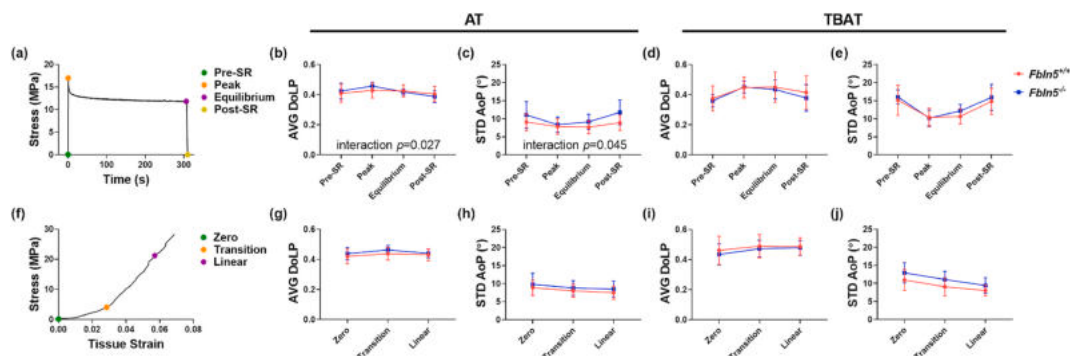 AT
TBAT
(a)
Stress (MPa)
20
15
10
5
0
0
100
200
300
Time (s)
Pre-SR
Peak
Equilibrium
Post-SR
(b)
AVG DoLP
0.6
0.4
0.2
0.0
interaction p=0.027
Pre-SR
Peak
Equilibrium
Post-SR
(c)
STD AoP (°)
25
20
15
10
5
0
interaction p=0.045
Pre-SR
Peak
Equilibrium
Post-SR
(d)
AVG DoLP
0.6
0.4
0.2
0.0
Pre-SR
Peak
Equilibrium
Post-SR
(e)
STD AoP (°)
25
20
15
10
5
0
Pre-SR
Peak
Equilibrium
Post-SR
Fbln5+/+
Fbln5-/-
(f)
Stress (MPa)
30
20
10
0
0.00
0.02
0.04
0.06
0.08
Tissue Strain
Zero
Transition
Linear
(g)
AVG DoLP
0.6
0.4
0.2
0.0
Zero
Transition
Linear
(h)
STD AoP (°)
25
20
15
10
5
0
Zero
Transition
Linear
(i)
AVG DoLP
0.6
0.4
0.2
0.0
Zero
Transition
Linear
(j)
STD AoP (°)
25
20
15
10
5
0
Zero
Transition
Linear